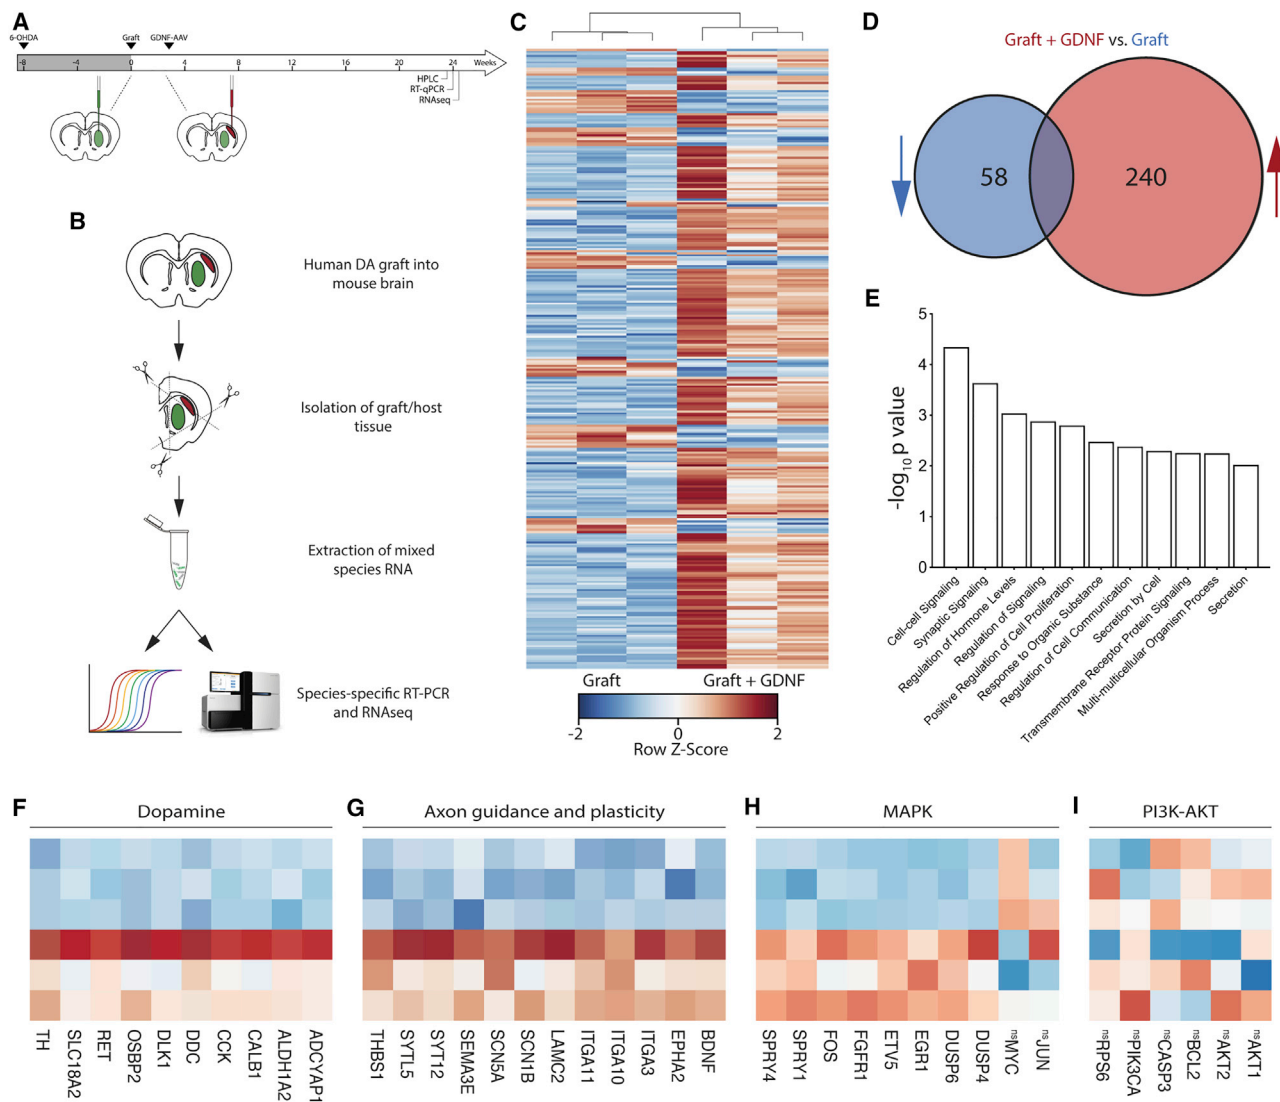 A
6-OHDA
Graft
GDNF-AAV
-8
-4
0
4
8
12
16
20
24
Weeks
HPLC
RT-qPCR
RNAseq
B
Human DA graft into
mouse brain
Isolation of graft/host
tissue
Extraction of mixed
species RNA
Species-specific RT-PCR
and RNAseq
C
Graft
Graft + GDNF
-2
0
2
Row Z-Score
D
Graft + GDNF vs. Graft
58
240
E
5
4
3
2
1
0
-log10 p value
Cell-cell Signaling
Synaptic Signaling
Regulation of Hormone Levels
Regulation of Signaling
Positive Regulation of Cell Proliferation
Response to Organic Substance
Regulation of Cell Communication
Secretion by Cell
Transmembrane Receptor Protein Signaling
Multi-multicellular Organism Process
Secretion
F
Dopamine
TH
SLC18A2
RET
OSBP2
DLK1
DDC
CCK
CALB1
ALDH1A2
ADCYAP1
G
Axon guidance and plasticity
THBS1
SYTL5
SYT12
SEMA3E
SCN5A
SCN1B
LAMC2
ITGA11
ITGA10
ITGA3
EPHA2
BDNF
H
MAPK
SPRY4
SPRY1
FOS
FGFR1
ETV5
EGR1
DUSP6
DUSP4
nsMYC
nsJUN
I
PI3K-AKT
nsRPS6
nsPIK3CA
nsCASP3
nsBCL2
nsAKT2
nsAKT1